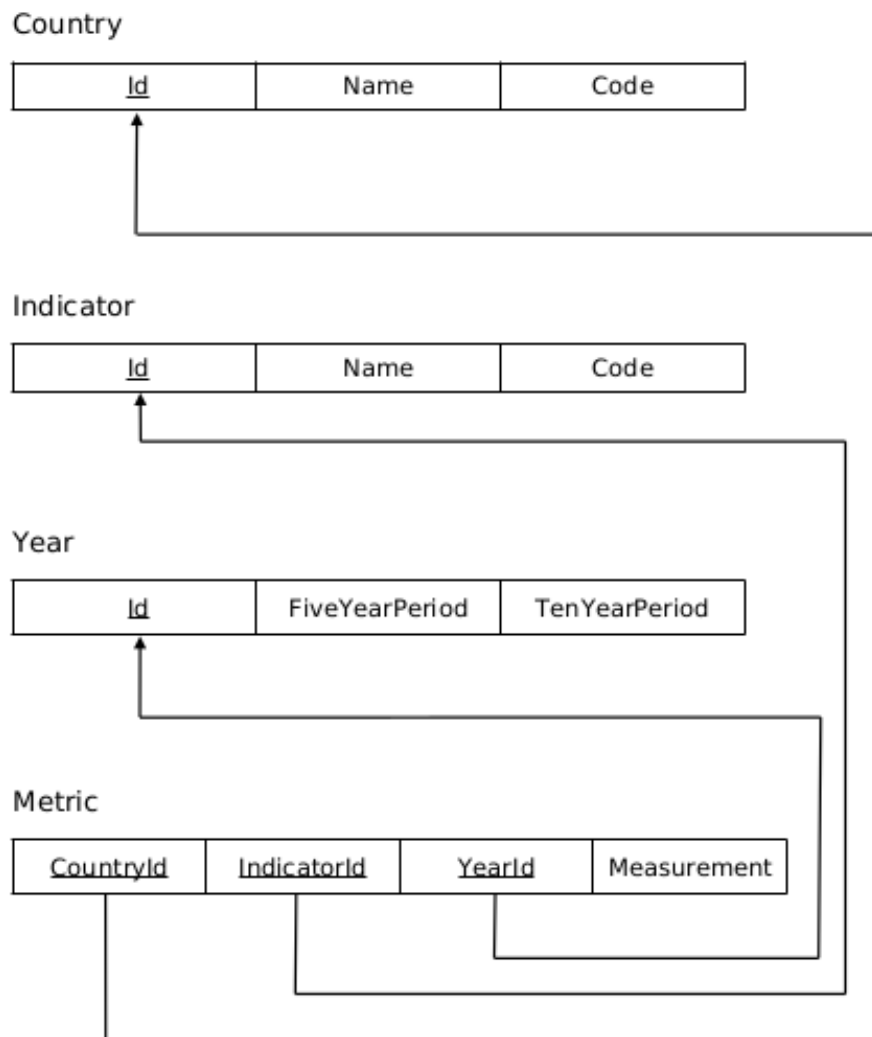 Country
Id Name Code
Indicator
Id Name Code
Year
Id FiveYearPeriod TenYearPeriod
Metric
CountryId IndicatorId YearId Measurement